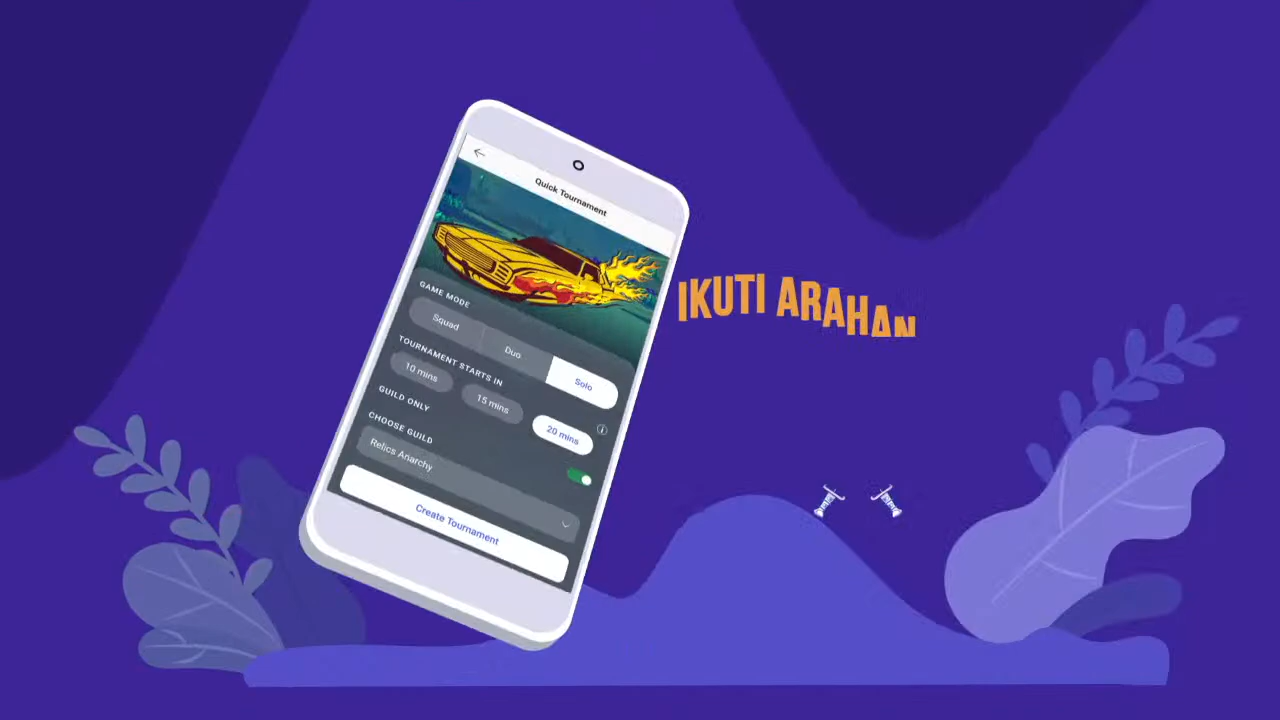 Quick Tournament
GAME MODE
Squad Duo Solo
TOURNAMENT STARTS IN
10 mins 15 mins 20 mins
GUILD ONLY
CHOOSE GUILD
Relics Anarchy
Create Tournament
IKUTI ARAHAN